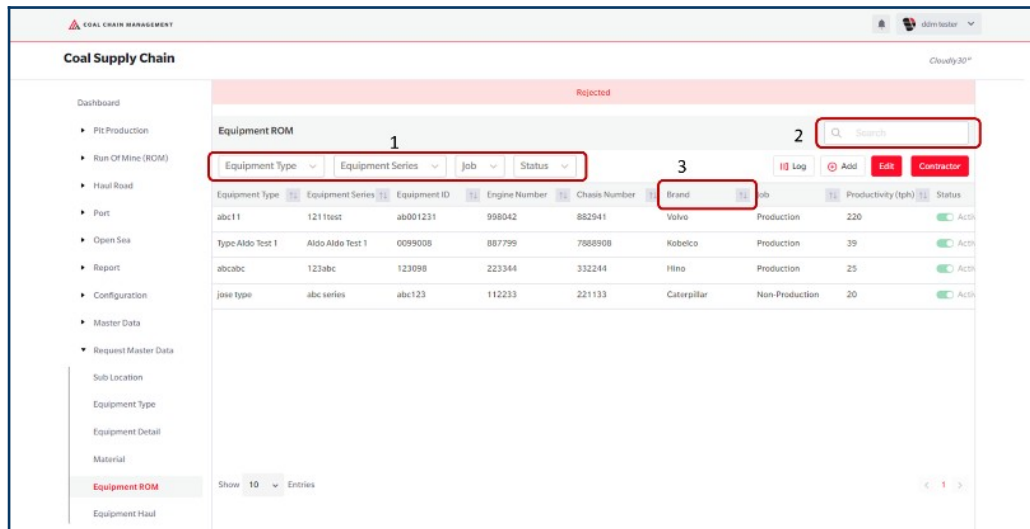 COAL CHAIN MANAGEMENT
ddm tester
Coal Supply Chain
Cloudiy30°
Dashboard
Pit Production
Run Of Mine (ROM)
Haul Road
Port
Open Sea
Report
Configuration
Master Data
Request Master Data
Sub Location
Equipment Type
Equipment Detail
Material
Equipment ROM
Equipment Haul
Rejected
Equipment ROM
1
2
Search
Equipment Type
Equipment Series
Job
Status
3
Log
Add
Edit
Contractor
Equipment Type Equipment Series Equipment ID Engine Number Chasis Number Brand Job Productivity (tph) Status
abc11 1211test ab001231 998042 882941 Volvo Production 220 Activ
Type Aldo Test 1 Aldo Aldo Test 1 0099008 887799 7888908 Kobelco Production 39 Activ
abcabc 123abc 123098 223344 332244 Hino Production 25 Activ
jose type abc series abc123 112233 221133 Caterpillar Non-Production 20 Activ
Show 10 Entries
1